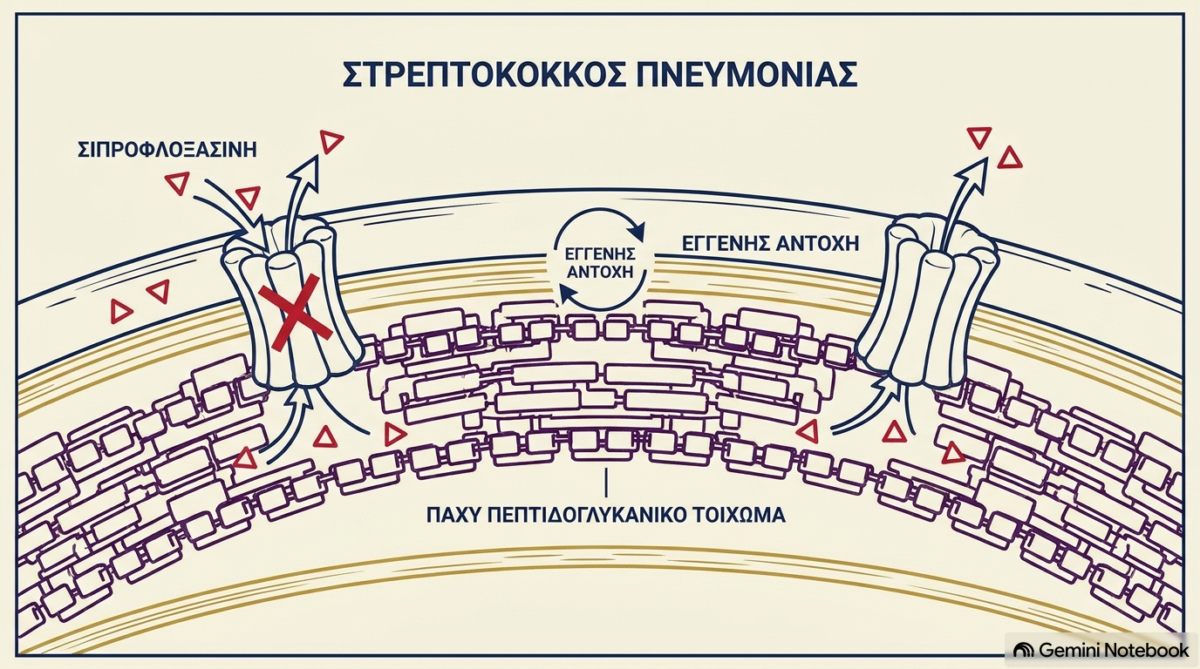 ΣΤΡΕΠΤΟΚΟΚΚΟΣ ΠΝΕΥΜΟΝΙΑΣ
ΣΙΠΡΟΦΛΟΞΑΣΙΝΗ
ΕΓΓΕΝΗΣ
ΑΝΤΟΧΗ
ΕΓΓΕΝΗΣ ΑΝΤΟΧΗ
ΠΑΧΥ ΠΕΠΤΙΔΟΓΛΥΚΑΝΙΚΟ ΤΟΙΧΩΜΑ
Gemini Notebook